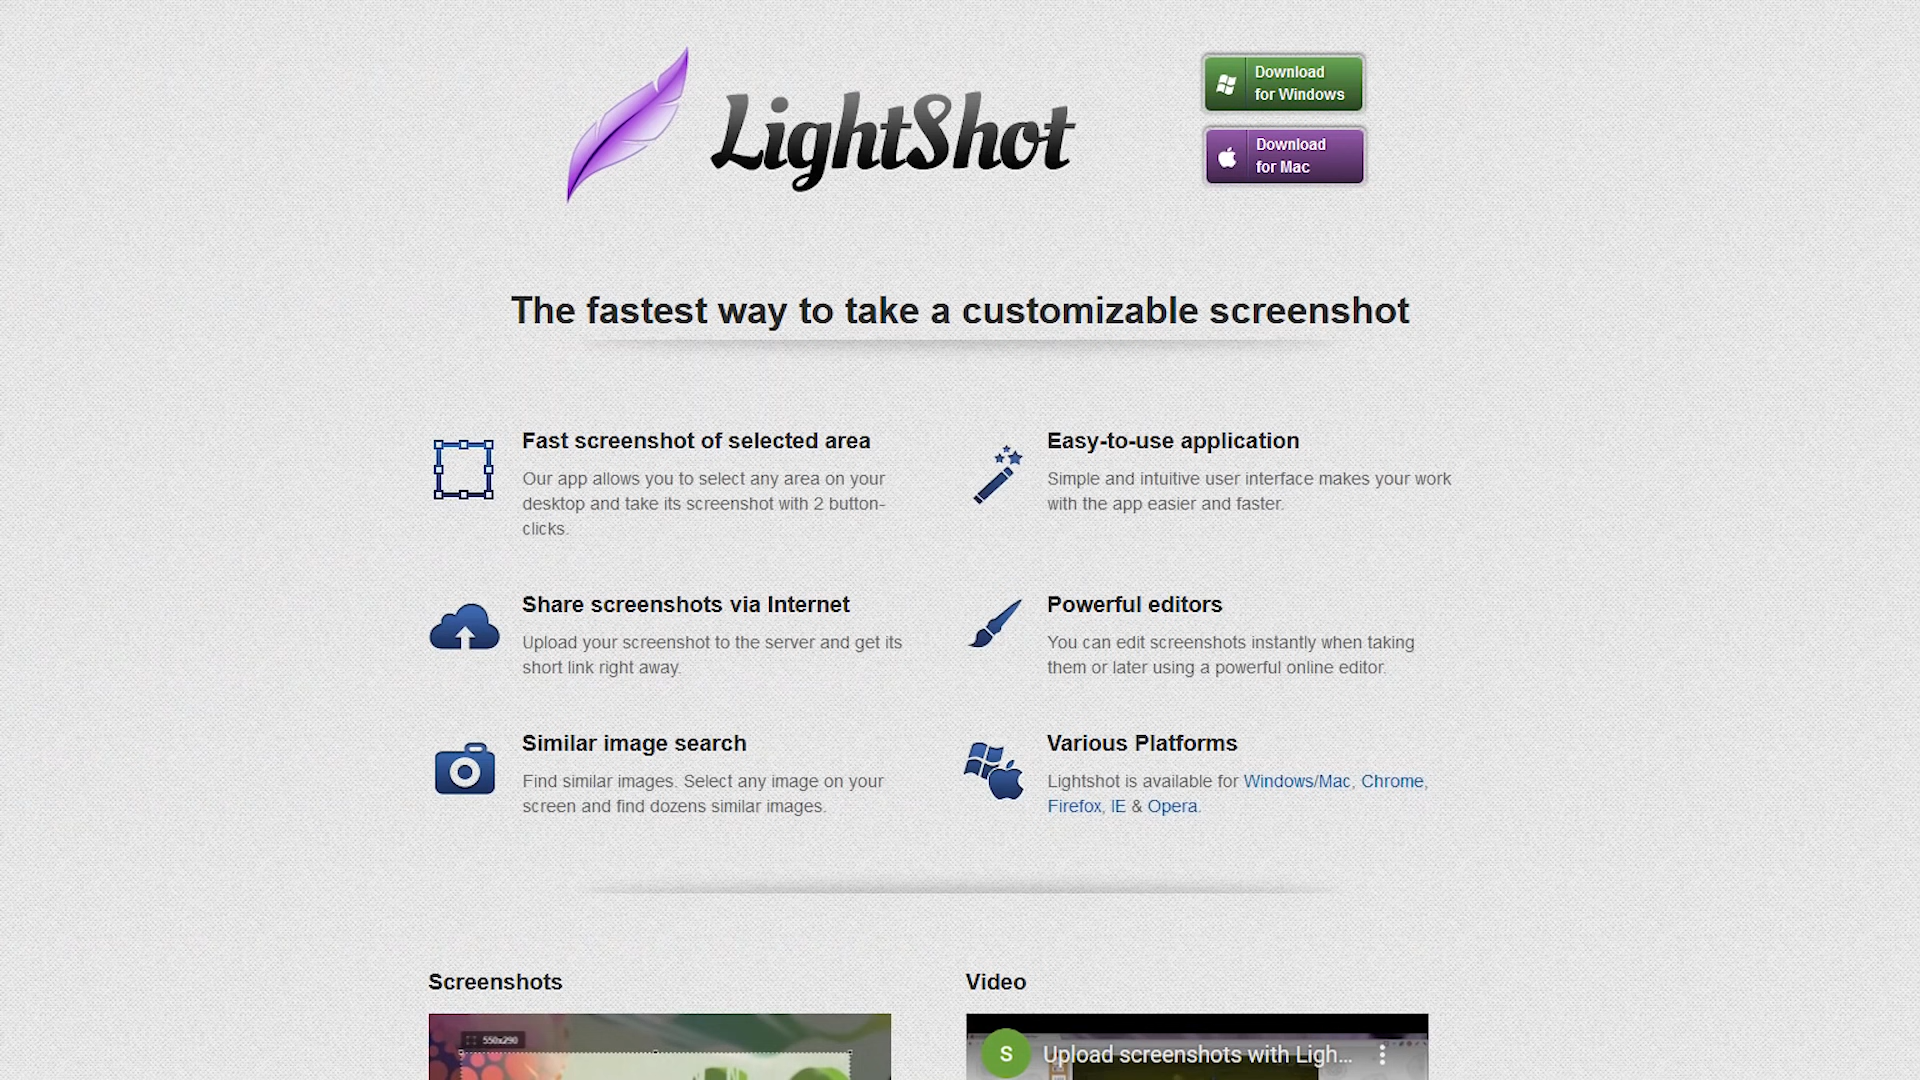 LightShot
Download
for Windows
Download
for Mac
The fastest way to take a customizable screenshot
Fast screenshot of selected area
Our app allows you to select any area on your
desktop and take its screenshot with 2 button-
clicks.
Easy-to-use application
Simple and intuitive user interface makes your work
with the app easier and faster.
Share screenshots via Internet
Upload your screenshot to the server and get its
short link right away.
Powerful editors
You can edit screenshots instantly when taking
them or later using a powerful online editor.
Similar image search
Find similar images. Select any image on your
screen and find dozens similar images.
Various Platforms
Lightshot is available for Windows/Mac, Chrome,
Firefox, IE & Opera.
Screenshots
550x290
Video
S
Upload screenshots with Ligh...